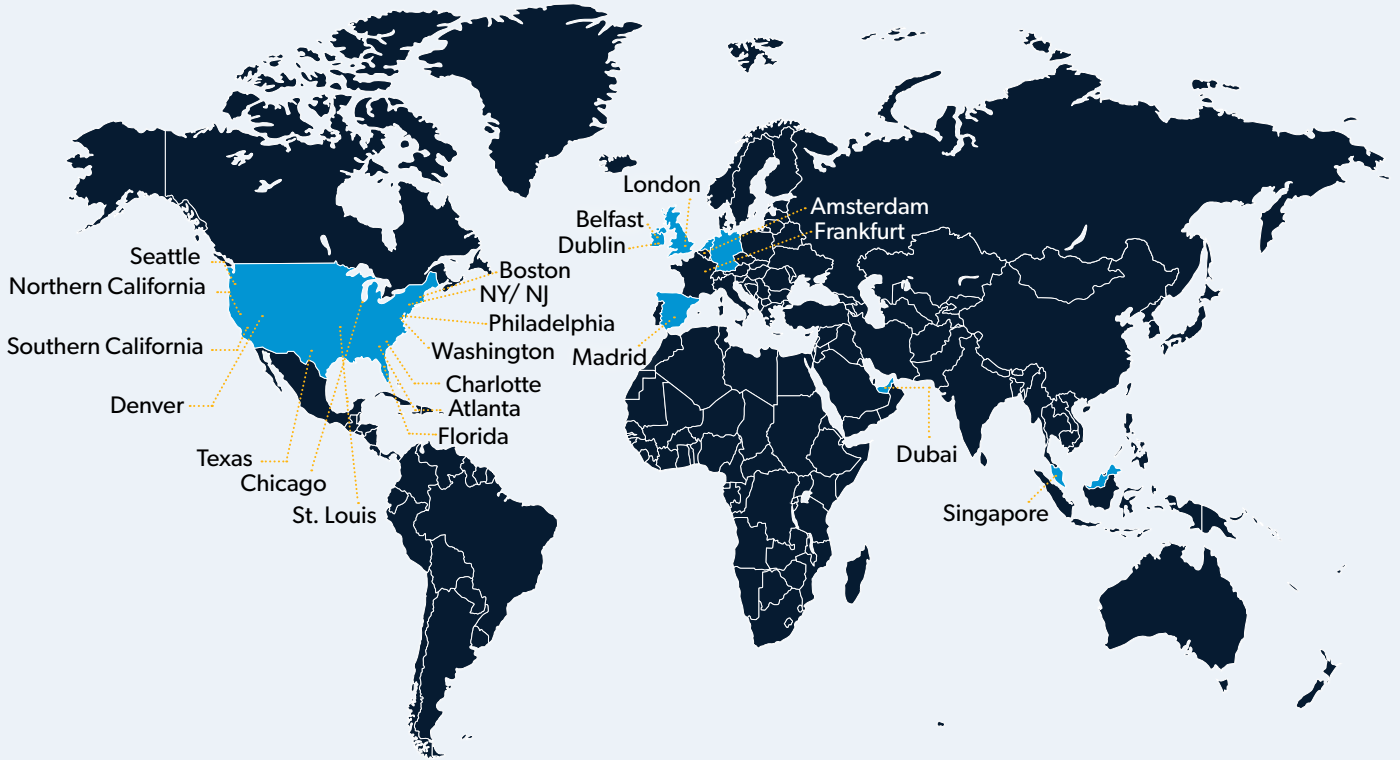 London
Belfast
Dublin
Amsterdam
Frankfurt
Seattle
Northern California
Southern California
Denver
Texas
Chicago
St. Louis
Boston
NY/ NJ
Philadelphia
Washington
Charlotte
Atlanta
Florida
Madrid
Dubai
Singapore